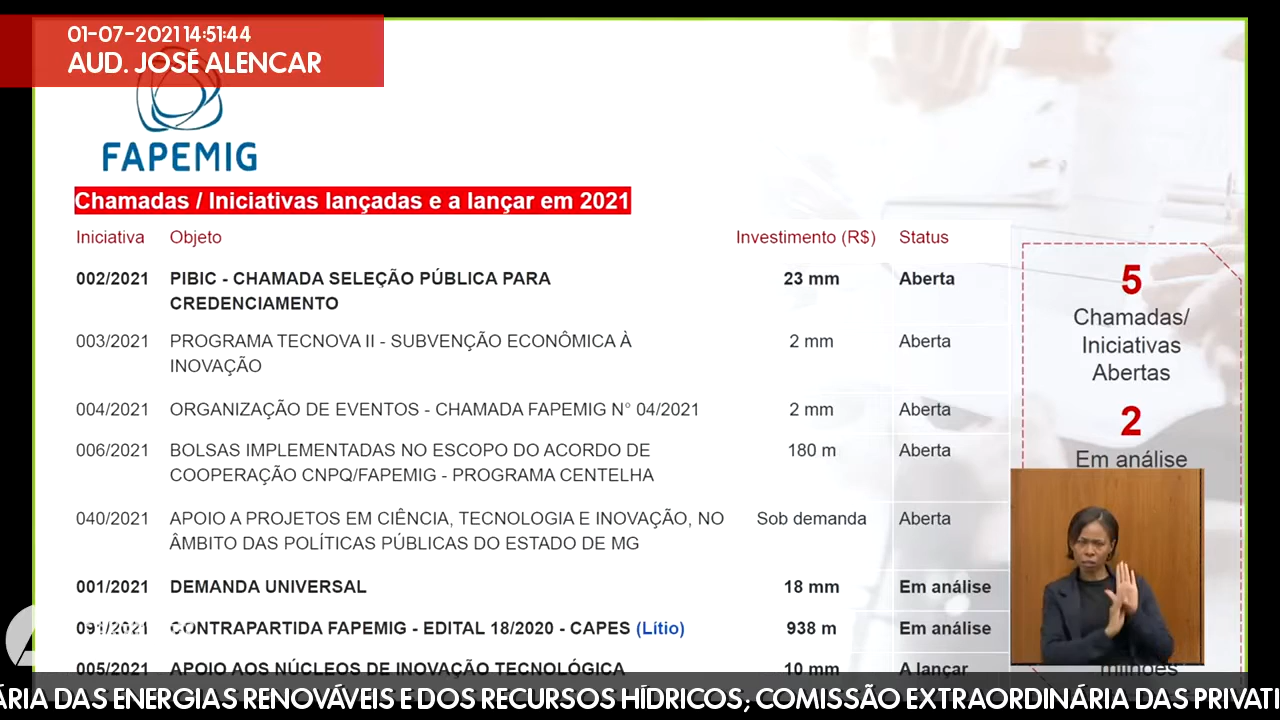 01-07-2021 14:51:44
AUD. JOSÉ ALENCAR
FAPEMIG
Chamadas / Iniciativas lançadas e a lançar em 2021
Iniciativa Objeto Investimento (R$) Status
002/2021 PIBIC - CHAMADA SELEÇÃO PÚBLICA PARA CREDENCIAMENTO 23 mm Aberta
003/2021 PROGRAMA TECNOVA II - SUBVENÇÃO ECONÔMICA À INOVAÇÃO 2 mm Aberta
004/2021 ORGANIZAÇÃO DE EVENTOS - CHAMADA FAPEMIG N° 04/2021 2 mm Aberta
006/2021 BOLSAS IMPLEMENTADAS NO ESCOPO DO ACORDO DE COOPERAÇÃO CNPQ/FAPEMIG - PROGRAMA CENTELHA 180 m Aberta
040/2021 APOIO A PROJETOS EM CIÊNCIA, TECNOLOGIA E INOVAÇÃO, NO ÂMBITO DAS POLÍTICAS PÚBLICAS DO ESTADO DE MG Sob demanda Aberta
001/2021 DEMANDA UNIVERSAL 18 mm Em análise
CONTRAPARTIDA FAPEMIG - EDITAL 18/2020 - CAPES (Lítio) 938 m Em análise
005/2021 APOIO AOS NÚCLEOS DE INOVAÇÃO TECNOLÓGICA 10 mm A lançar
5
Chamadas/
Iniciativas
Abertas
2
Em análise
milhões
ÁRIA DAS ENERGIAS RENOVÁVEIS E DOS RECURSOS HÍDRICOS; COMISSÃO EXTRAORDINÁRIA DAS PRIVATI